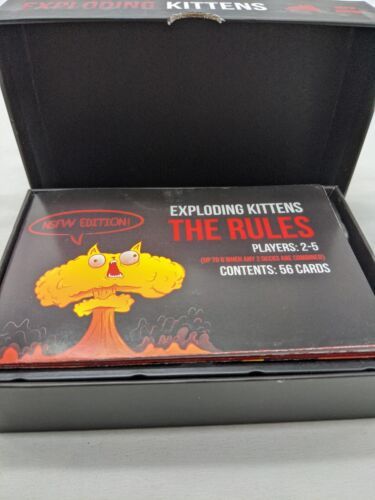 EXPLODING KITTENS
NSFW EDITION!
EXPLODING KITTENS
THE RULES
PLAYERS: 2-5
(UP TO 6 WHEN ANY 2 DECKS ARE COMBINED)
CONTENTS: 56 CARDS